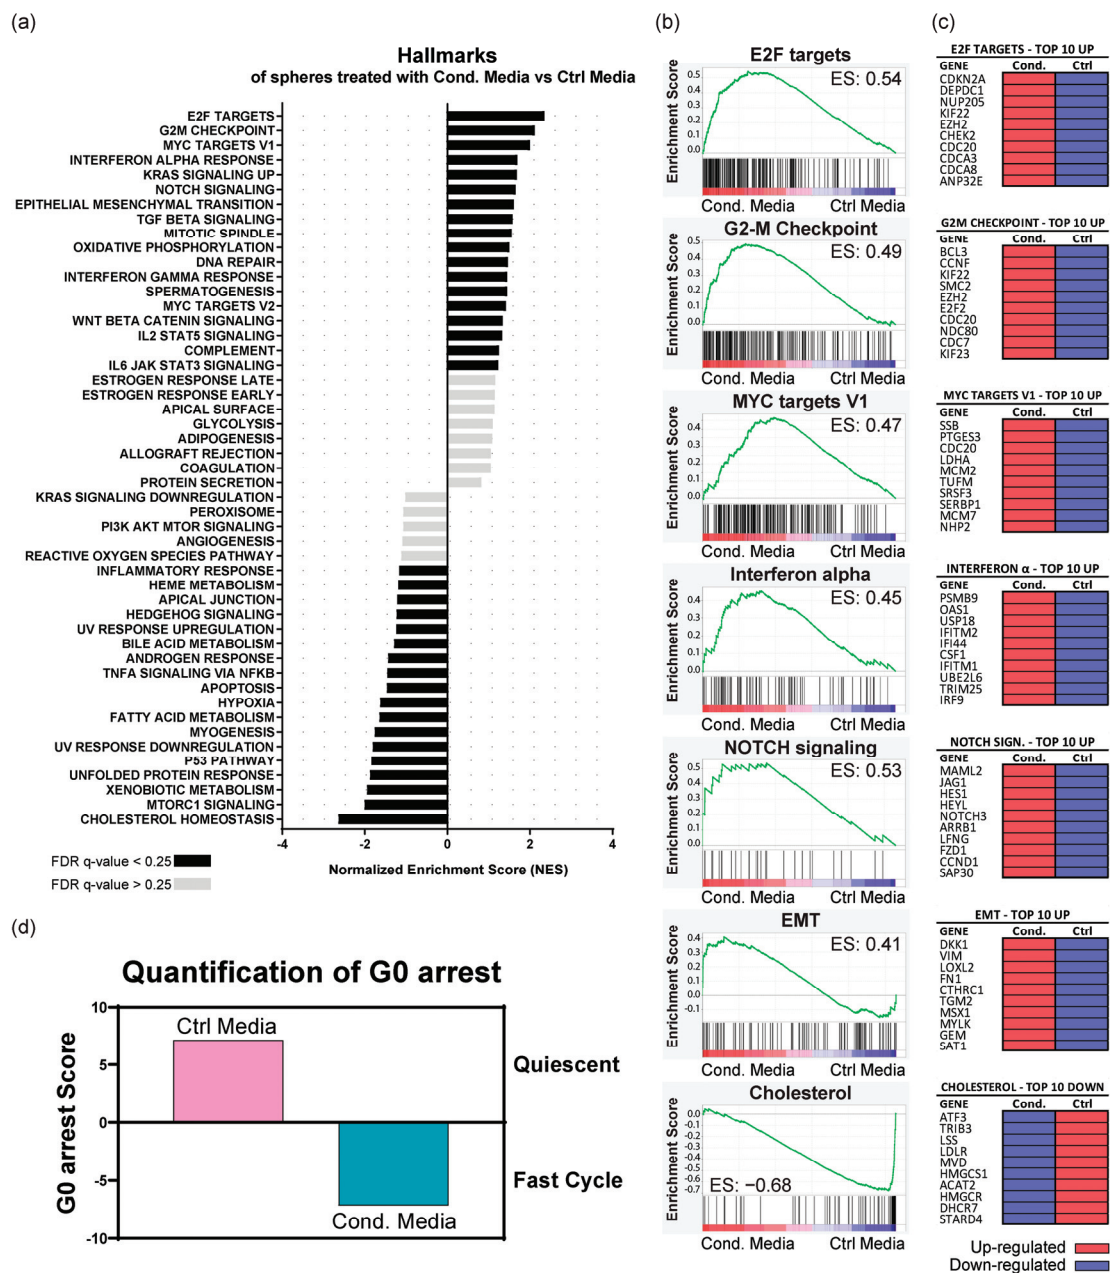 (a)
Hallmarks
of spheres treated with Cond. Media vs Ctrl Media
E2F TARGETS
G2M CHECKPOINT
MYC TARGETS V1
INTERFERON ALPHA RESPONSE
KRAS SIGNALING UP
NOTCH SIGNALING
EPITHELIAL MESENCHYMAL TRANSITION
TGF BETA SIGNALING
MITOTIC SPINDLE
OXIDATIVE PHOSPHORYLATION
DNA REPAIR
INTERFERON GAMMA RESPONSE
SPERMATOGENESIS
MYC TARGETS V2
WNT BETA CATENIN SIGNALING
IL2 STAT5 SIGNALING
COMPLEMENT
IL6 JAK STAT3 SIGNALING
ESTROGEN RESPONSE LATE
ESTROGEN RESPONSE EARLY
APICAL SURFACE
GLYCOLYSIS
ADIPOGENESIS
ALLOGRAFT REJECTION
COAGULATION
PROTEIN SECRETION
KRAS SIGNALING DOWNREGULATION
PEROXISOME
PI3K AKT MTOR SIGNALING
ANGIOGENESIS
REACTIVE OXYGEN SPECIES PATHWAY
INFLAMMATORY RESPONSE
HEME METABOLISM
APICAL JUNCTION
HEDGEHOG SIGNALING
UV RESPONSE UPREGULATION
BILE ACID METABOLISM
ANDROGEN RESPONSE
TNFA SIGNALING VIA NFKB
APOPTOSIS
HYPOXIA
FATTY ACID METABOLISM
MYOGENESIS
UV RESPONSE DOWNREGULATION
P53 PATHWAY
UNFOLDED PROTEIN RESPONSE
XENOBIOTIC METABOLISM
MTORC1 SIGNALING
CHOLESTEROL HOMEOSTASIS
-4 -2 0 2 4
Normalized Enrichment Score (NES)
FDR q-value < 0.25
FDR q-value > 0.25
(b)
E2F targets
ES: 0.54
Enrichment Score
0.5
0.4
0.3
0.2
0.1
0.0
Cond. Media Ctrl Media
G2-M Checkpoint
ES: 0.49
Enrichment Score
0.5
0.4
0.3
0.2
0.1
0.0
Cond. Media Ctrl Media
MYC targets V1
ES: 0.47
Enrichment Score
0.4
0.3
0.2
0.1
0.0
Cond. Media Ctrl Media
Interferon alpha
ES: 0.45
Enrichment Score
0.4
0.3
0.2
0.1
0.0
Cond. Media Ctrl Media
NOTCH signaling
ES: 0.53
Enrichment Score
0.5
0.4
0.3
0.2
0.1
0.0
Cond. Media Ctrl Media
EMT
ES: 0.41
Enrichment Score
0.4
0.3
0.2
0.1
0.0
-0.1
Cond. Media Ctrl Media
Cholesterol
ES: −0.68
Enrichment Score
0.0
-0.1
-0.2
-0.3
-0.4
-0.5
-0.6
-0.7
Cond. Media Ctrl Media
(c)
E2F TARGETS - TOP 10 UP
GENE Cond. Ctrl
CDKN2A
DEPDC1
NUP205
KIF22
EZH2
CHEK2
CDC20
CDCA3
CDCA8
ANP32E
G2M CHECKPOINT - TOP 10 UP
GENE Cond. Ctrl
BCL3
CCNF
KIF22
SMC2
EZH2
E2F2
CDC20
NDC80
CDC7
KIF23
MYC TARGETS V1 - TOP 10 UP
GENE Cond. Ctrl
SSB
PTGES3
CDC20
LDHA
MCM2
TUFM
SRSF3
SERBP1
MCM7
NHP2
INTERFERON α - TOP 10 UP
GENE Cond. Ctrl
PSMB9
OAS1
USP18
IFITM2
IFI44
CSF1
IFITM1
UBE2L6
TRIM25
IRF9
NOTCH SIGN. - TOP 10 UP
GENE Cond. Ctrl
MAML2
JAG1
HES1
HEYL
NOTCH3
ARRB1
LFNG
FZD1
CCND1
SAP30
EMT - TOP 10 UP
GENE Cond. Ctrl
DKK1
VIM
LOXL2
FN1
CTHRC1
TGM2
MSX1
MYLK
GEM
SAT1
CHOLESTEROL - TOP 10 DOWN
GENE Cond. Ctrl
ATF3
TRIB3
LSS
LDLR
MVD
HMGCS1
ACAT2
HMGCR
DHCR7
STARD4
Up-regulated
Down-regulated
(d)
Quantification of G0 arrest
G0 arrest Score
10
5
0
-5
-10
Ctrl Media
Cond. Media
Quiescent
Fast Cycle